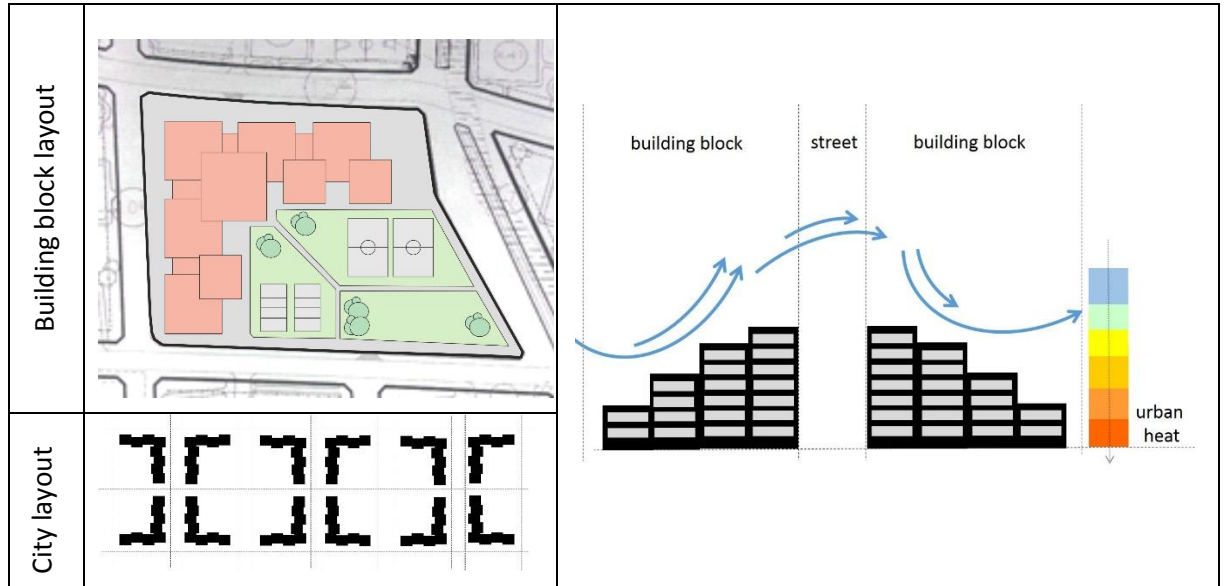 Building block layout
City layout
building block
street
building block
urban
heat